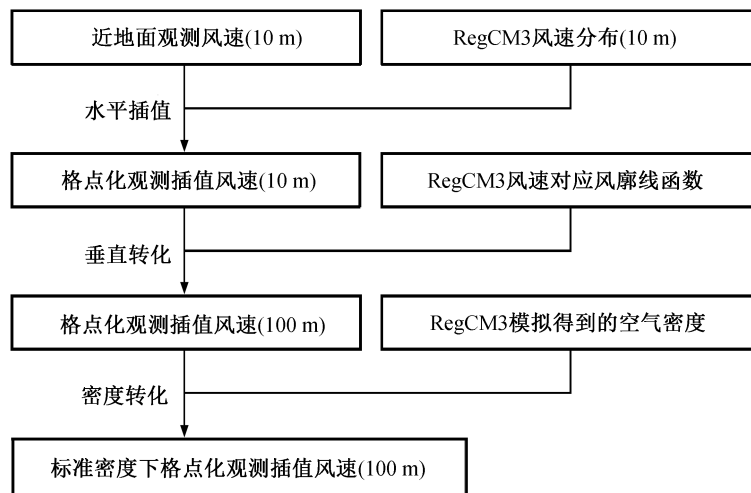 近地面观测风速(10 m)
RegCM3风速分布(10 m)
水平插值
格点化观测插值风速(10 m)
RegCM3风速对应风廓线函数
垂直转化
格点化观测插值风速(100 m)
RegCM3模拟得到的空气密度
密度转化
标准密度下格点化观测插值风速(100 m)